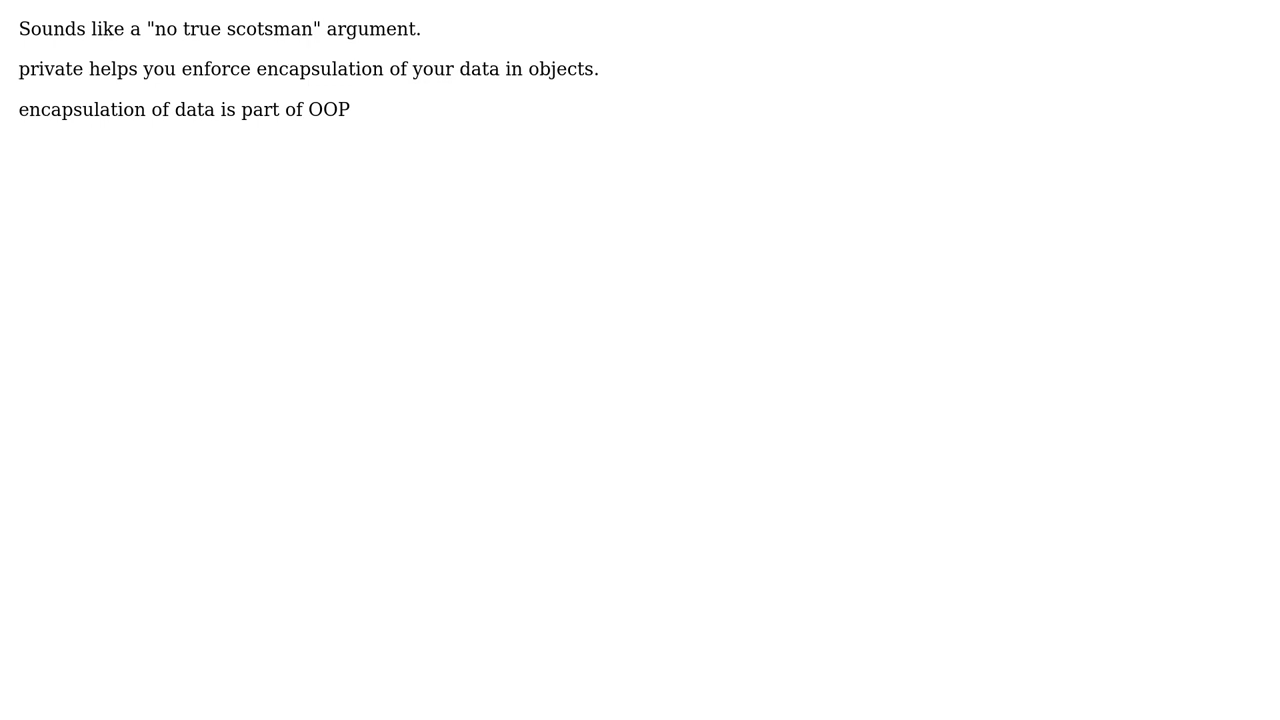 Sounds like a "no true scotsman" argument.
private helps you enforce encapsulation of your data in objects.
encapsulation of data is part of OOP